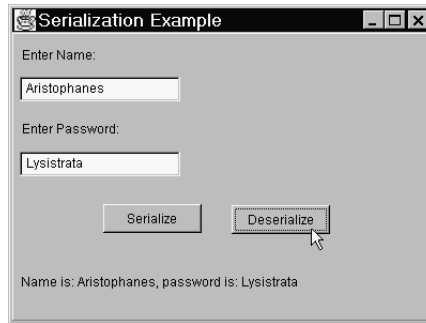 Serialization Example
Enter Name:
Aristophanes
Enter Password:
Lysistrata
Serialize Deserialize
Name is: Aristophanes, password is: Lysistrata